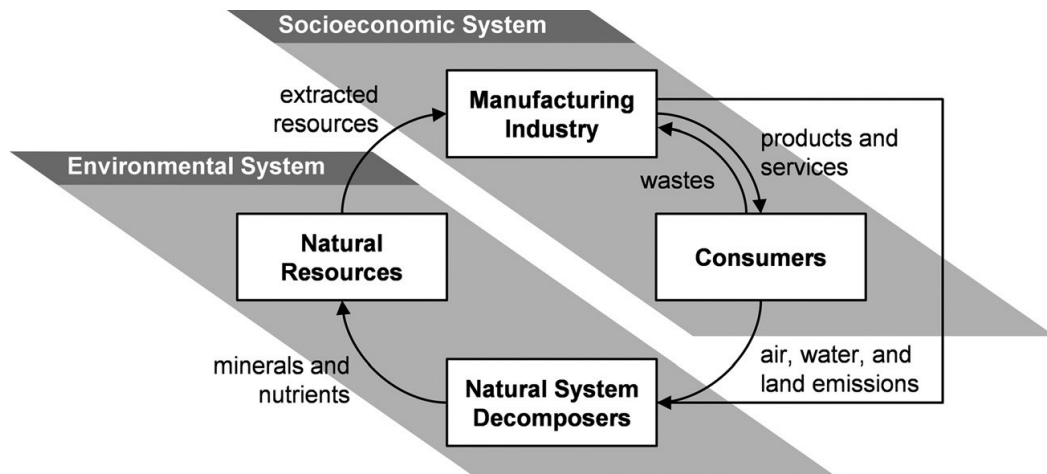 Socioeconomic System
extracted
resources
Manufacturing
Industry
products and
services
wastes
Environmental System
Natural
Resources
Consumers
minerals and
nutrients
Natural System
Decomposers
air, water, and
land emissions